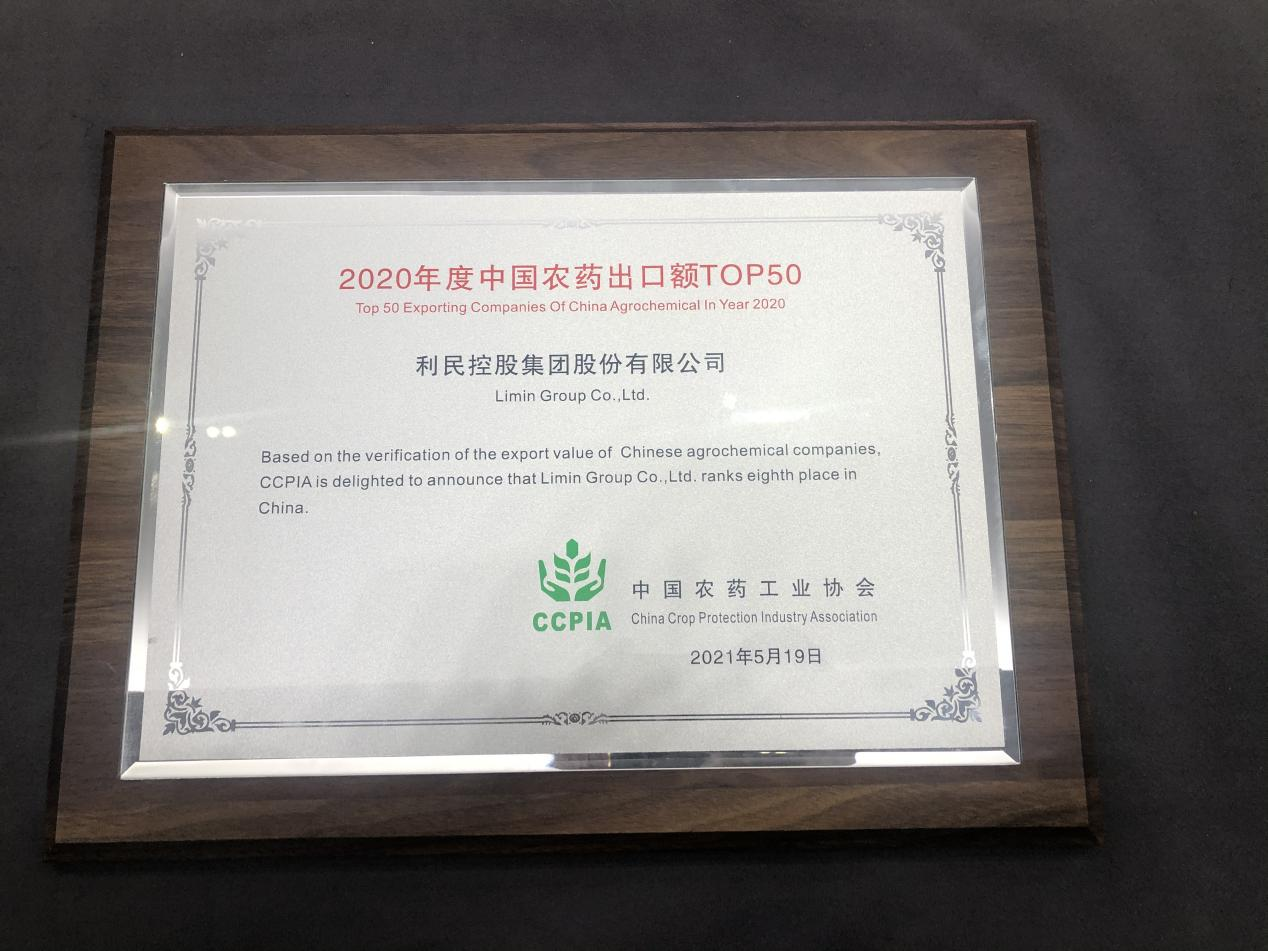 2020年度中国农药出口额TOP50
Top 50 Exporting Companies Of China Agrochemical In Year 2020
利民控股集团股份有限公司
Limin Group Co.,Ltd.
Based on the verification of the export value of Chinese agrochemical companies,
CCPIA is delighted to announce that Limin Group Co.,Ltd. ranks eighth place in
China.
CCPIA
中国农药工业协会
China Crop Protection Industry Association
2021年5月19日